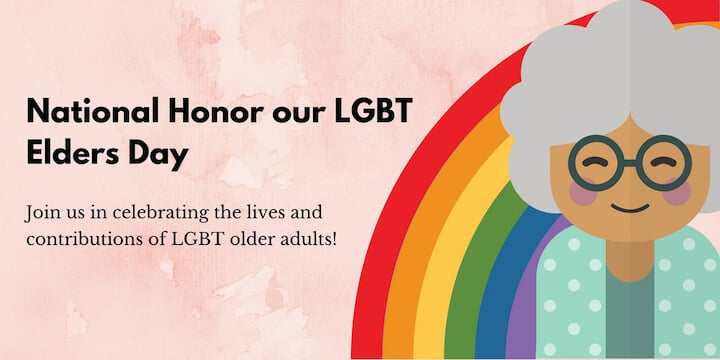 National Honor our LGBT
Elders Day
Join us in celebrating the lives and
contributions of LGBT older adults!